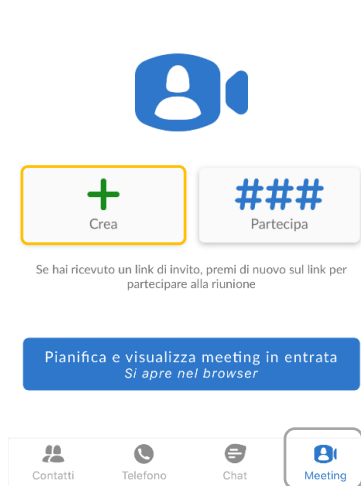 ###
Crea
Partecipa
Se hai ricevuto un link di invito, premi di nuovo sul link per
partecipare alla riunione
Pianifica e visualizza meeting in entrata
Si apre nel browser
Contatti
Telefono
Chat
Meeting